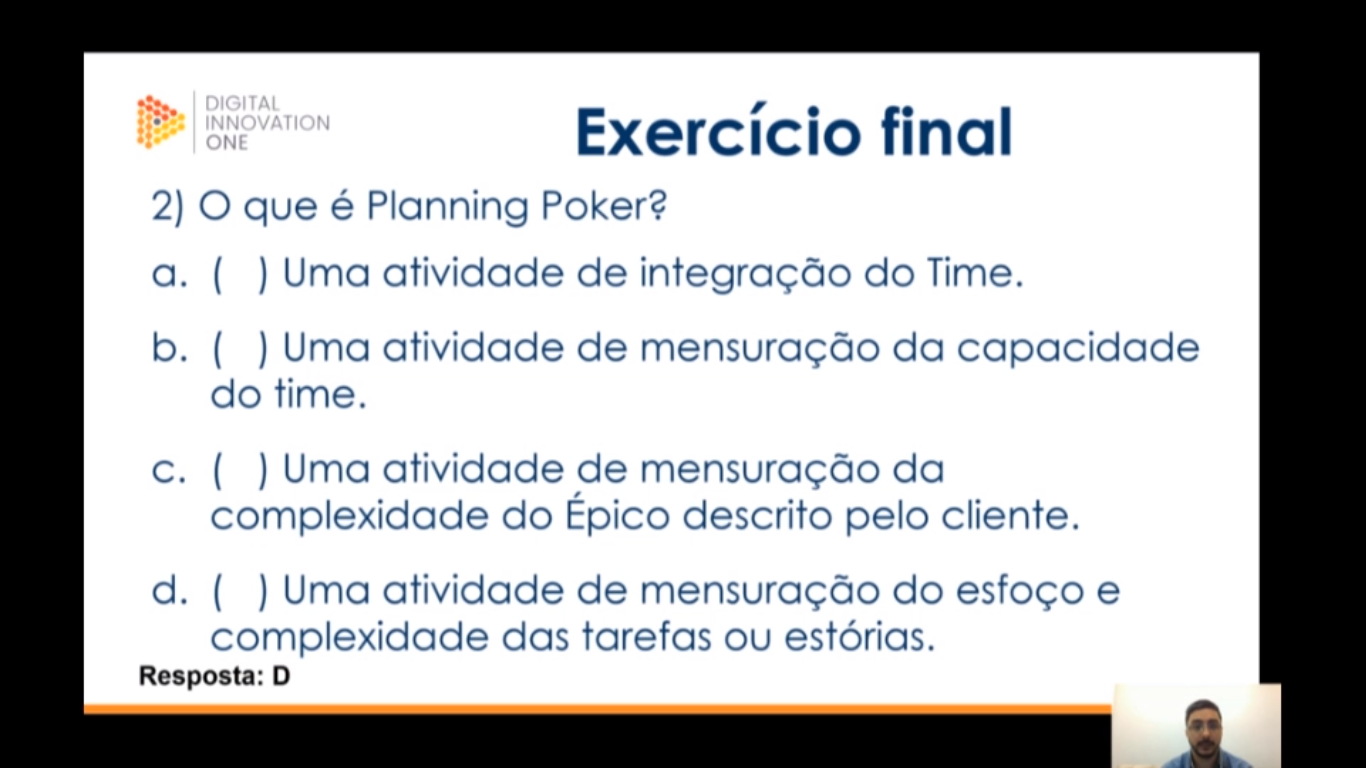 DIGITAL
INNOVATION
ONE
Exercício final
2) O que é Planning Poker?
a. ( ) Uma atividade de integração do Time.
b. ( ) Uma atividade de mensuração da capacidade
do time.
c. ( ) Uma atividade de mensuração da
complexidade do Épico descrito pelo cliente.
d. ( ) Uma atividade de mensuração do esfoço e
complexidade das tarefas ou estórias.
Resposta: D